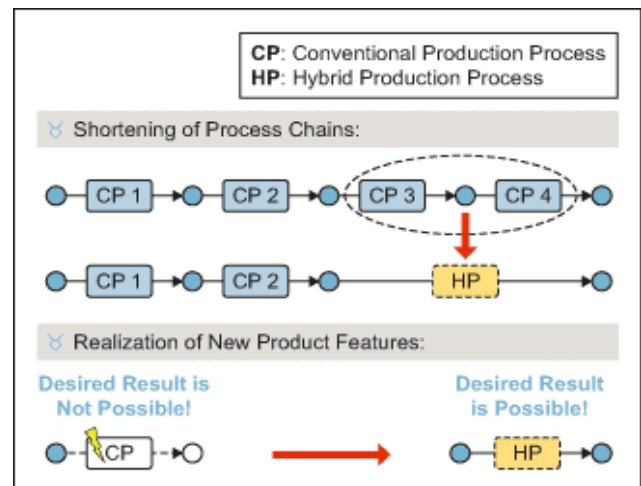 CP: Conventional Production Process
HP: Hybrid Production Process
Shortening of Process Chains:
CP 1 CP 2 CP 3 CP 4
CP 1 CP 2 HP
Realization of New Product Features:
Desired Result is Desired Result
Not Possible! is Possible!
CP HP